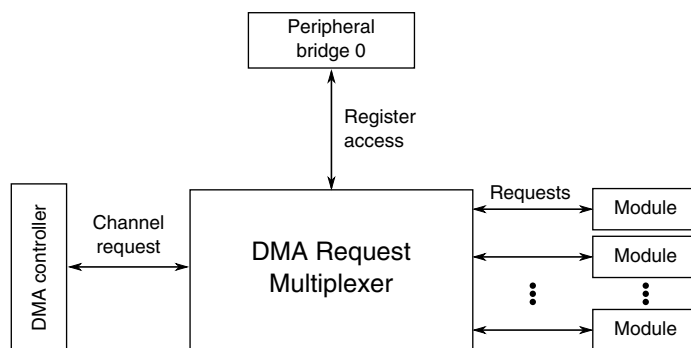 Peripheral
bridge 0
Register
access
DMA controller
Channel
request
DMA Request
Multiplexer
Requests
Module
Module
Module